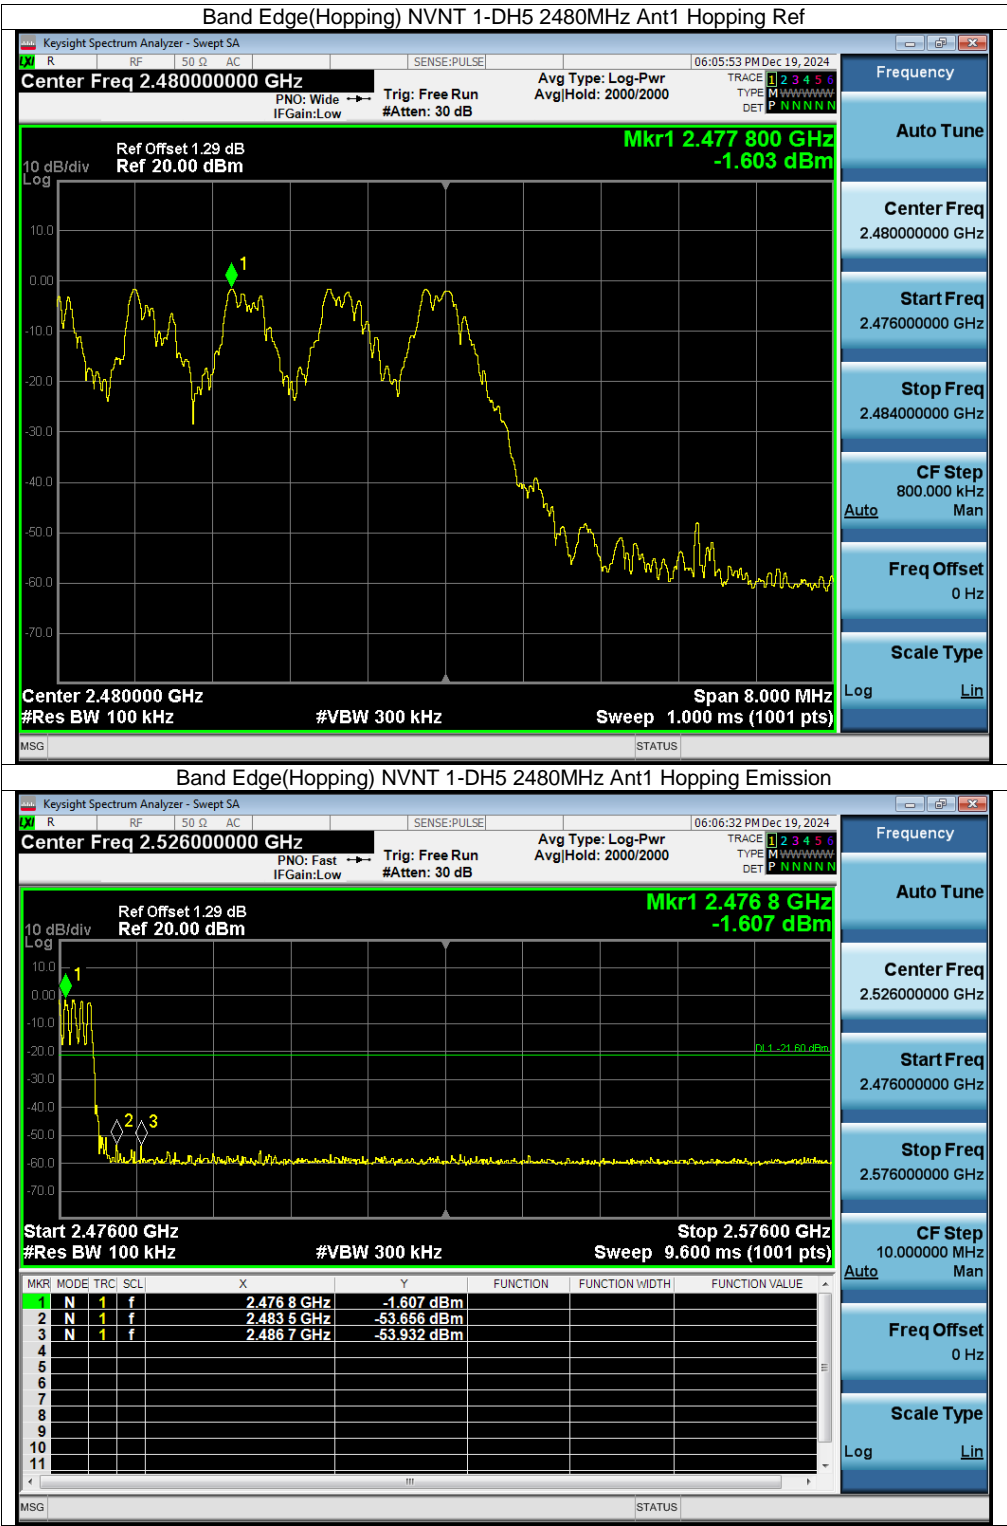 Band Edge(Hopping) NVNT 1-DH5 2480MHz Ant1 Hopping Ref
Keysight Spectrum Analyzer - Swept SA
LXI R RF 50 Ω AC SENSE:PULSE 06:05:53 PM Dec 19, 2024
Center Freq 2.480000000 GHz
PNO: Wide
IFGain:Low
Trig: Free Run
#Atten: 30 dB
Avg Type: Log-Pwr
Avg|Hold: 2000/2000
TRACE 1 2 3 4 5 6
TYPE M WWWWW
DET P N N N N N
Mkr1 2.477 800 GHz
-1.603 dBm
Ref Offset 1.29 dB
10 dB/div Ref 20.00 dBm
Log
10.0
0.00
-10.0
-20.0
-30.0
-40.0
-50.0
-60.0
-70.0
1
Center 2.480000 GHz Span 8.000 MHz
#Res BW 100 kHz #VBW 300 kHz Sweep 1.000 ms (1001 pts)
MSG STATUS
Frequency
Auto Tune
Center Freq
2.480000000 GHz
Start Freq
2.476000000 GHz
Stop Freq
2.484000000 GHz
CF Step
800.000 kHz
Auto Man
Freq Offset
0 Hz
Scale Type
Log Lin
Band Edge(Hopping) NVNT 1-DH5 2480MHz Ant1 Hopping Emission
Keysight Spectrum Analyzer - Swept SA
LXI R RF 50 Ω AC SENSE:PULSE 06:06:32 PM Dec 19, 2024
Center Freq 2.526000000 GHz
PNO: Fast
IFGain:Low
Trig: Free Run
#Atten: 30 dB
Avg Type: Log-Pwr
Avg|Hold: 2000/2000
TRACE 1 2 3 4 5 6
TYPE M WWWWW
DET P N N N N N
Mkr1 2.476 8 GHz
-1.607 dBm
Ref Offset 1.29 dB
10 dB/div Ref 20.00 dBm
Log
10.0
0.00
-10.0
-20.0
-30.0
-40.0
-50.0
-60.0
-70.0
1
DL1 -21.60 dBm
2 3
Start 2.47600 GHz Stop 2.57600 GHz
#Res BW 100 kHz #VBW 300 kHz Sweep 9.600 ms (1001 pts)
MKR MODE TRC SCL X Y FUNCTION FUNCTION WIDTH FUNCTION VALUE
1 N 1 f 2.476 8 GHz -1.607 dBm
2 N 1 f 2.483 5 GHz -53.656 dBm
3 N 1 f 2.486 7 GHz -53.932 dBm
4
5
6
7
8
9
10
11
MSG STATUS
Frequency
Auto Tune
Center Freq
2.526000000 GHz
Start Freq
2.476000000 GHz
Stop Freq
2.576000000 GHz
CF Step
10.000000 MHz
Auto Man
Freq Offset
0 Hz
Scale Type
Log Lin